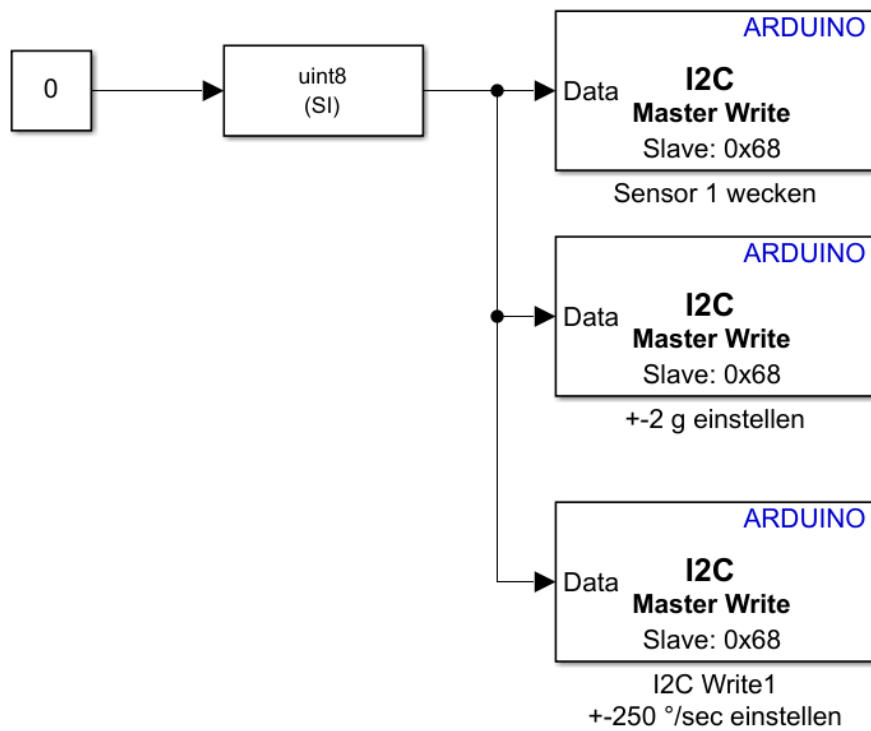 0
uint8
(SI)
ARDUINO
Data
I2C
Master Write
Slave: 0x68
Sensor 1 wecken
ARDUINO
Data
I2C
Master Write
Slave: 0x68
+-2 g einstellen
ARDUINO
Data
I2C
Master Write
Slave: 0x68
I2C Write1
+-250 °/sec einstellen